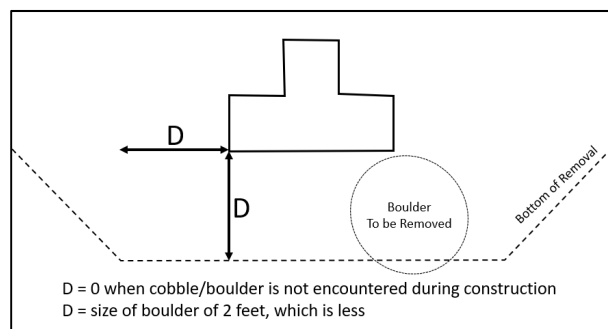 D
D
Boulder
To be Removed
Bottom of Removal
D = 0 when cobble/boulder is not encountered during construction
D = size of boulder of 2 feet, which is less